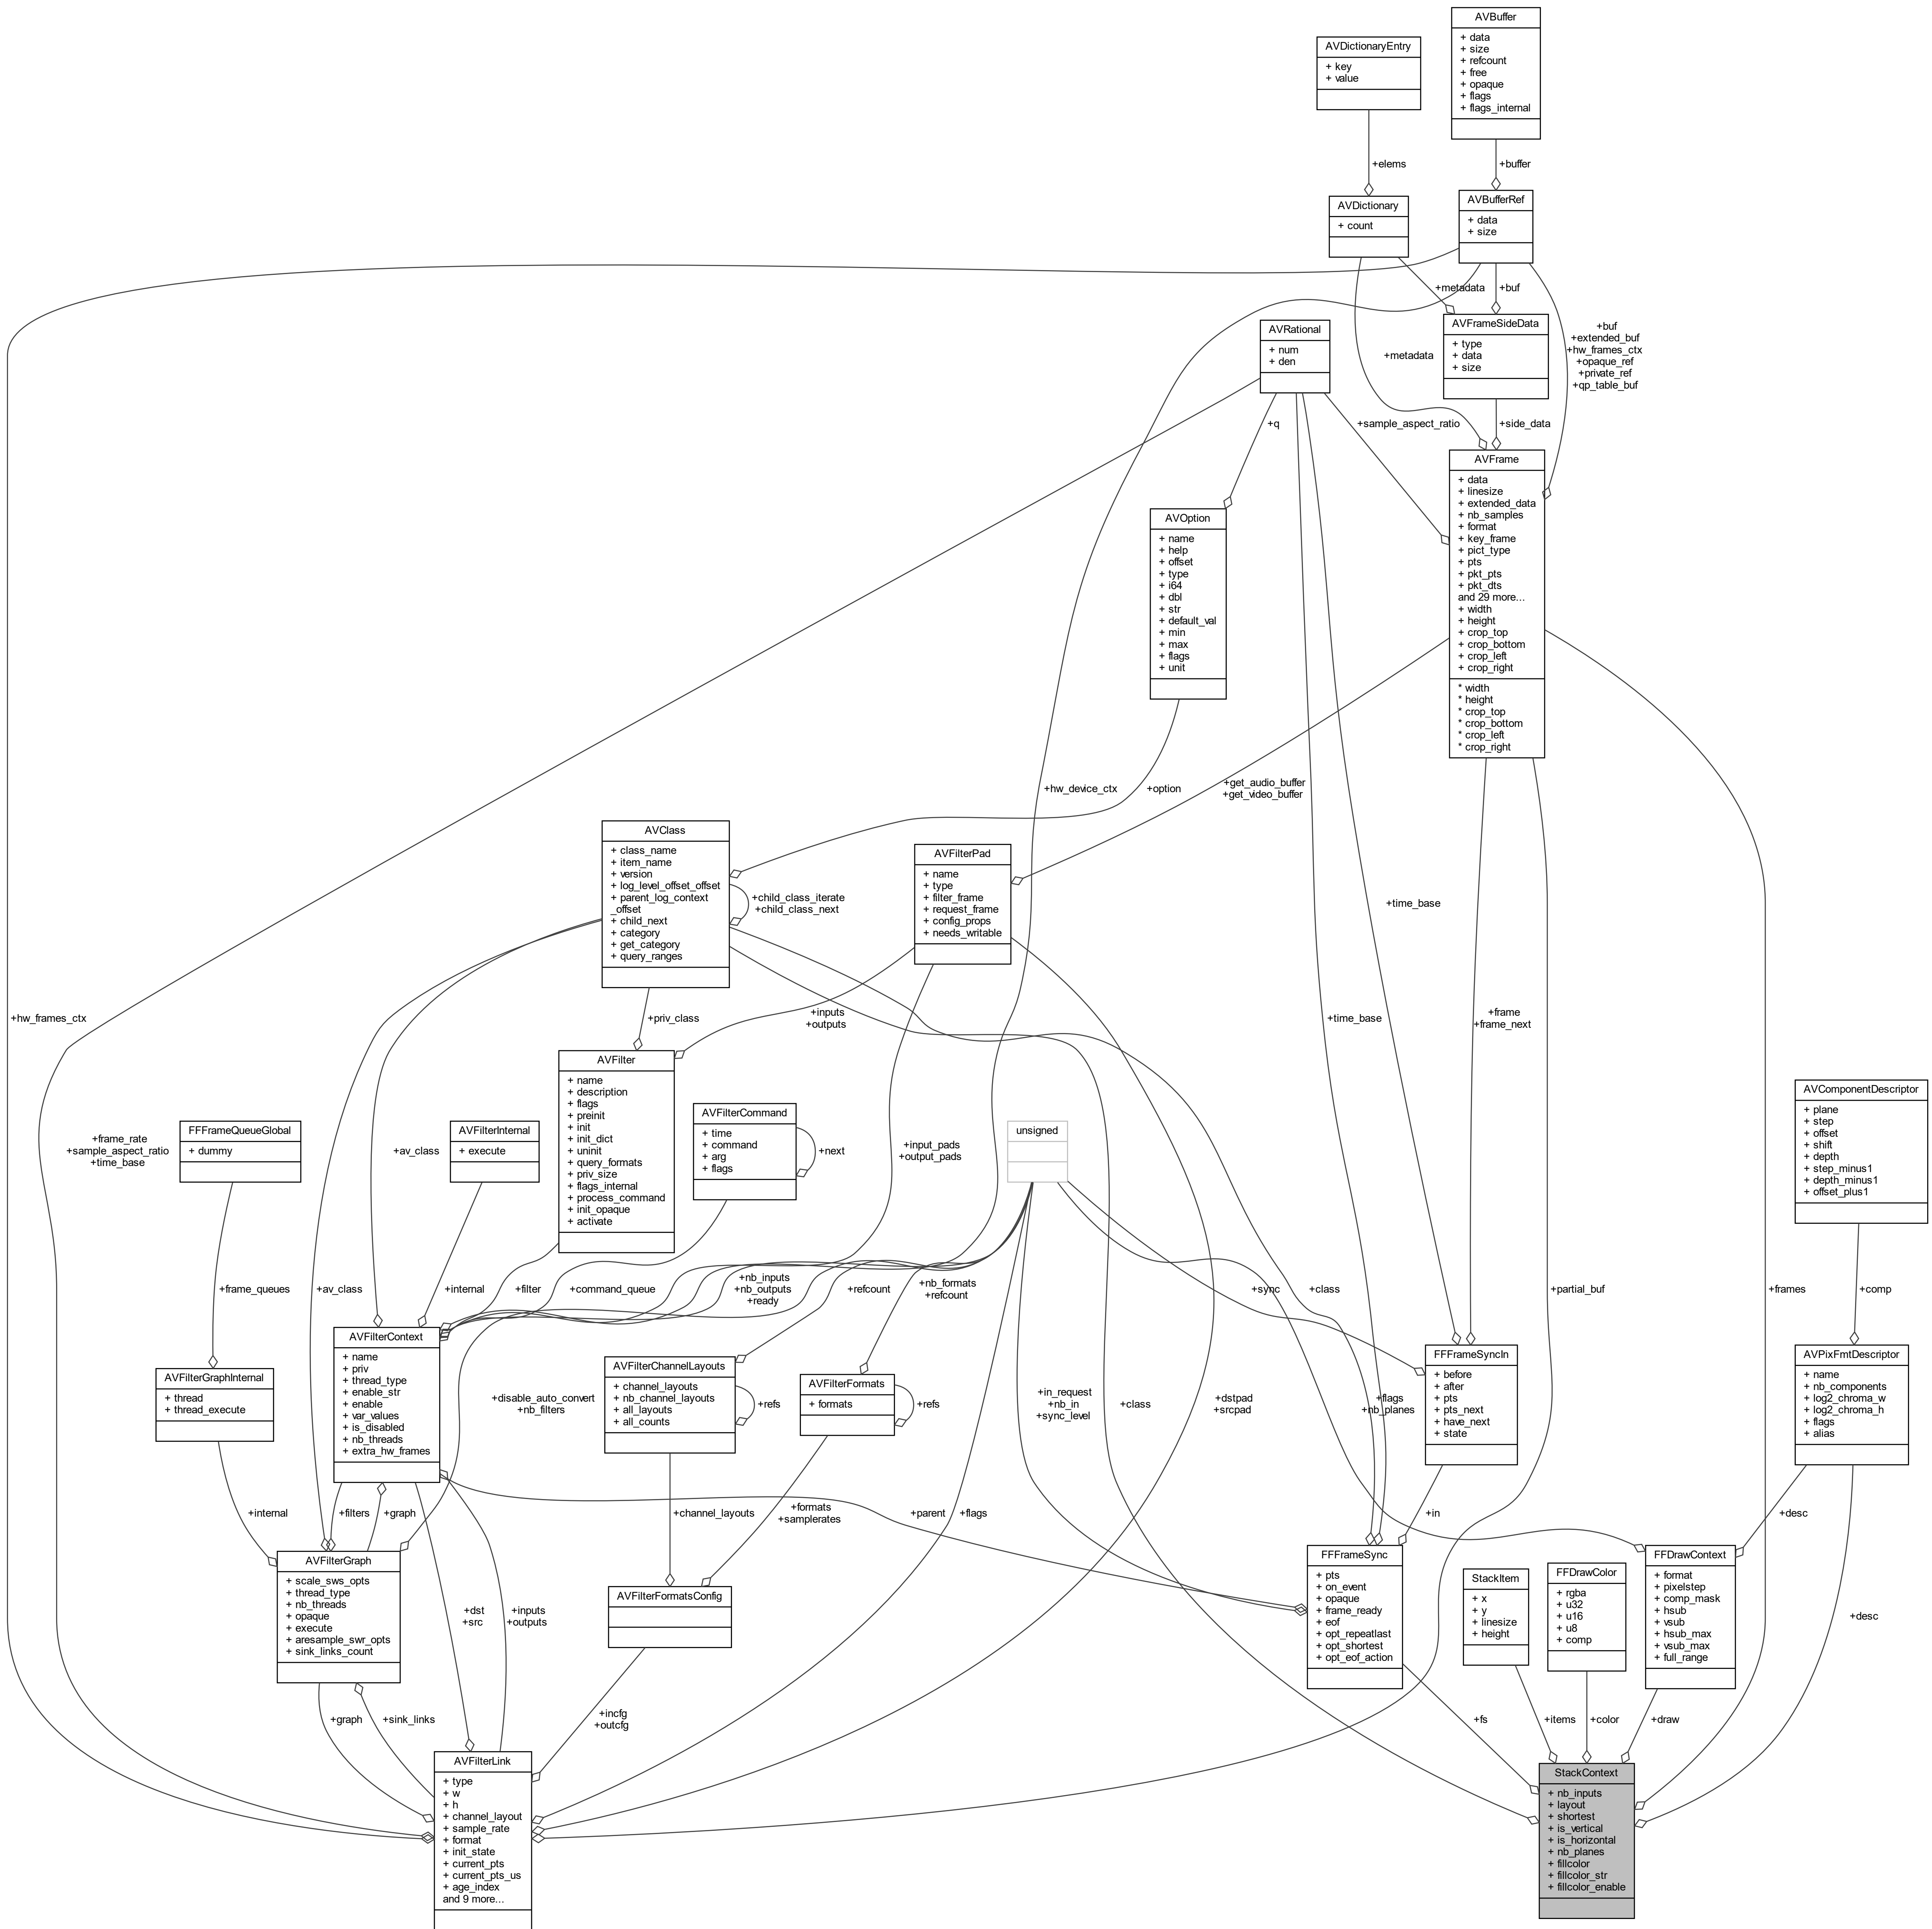 AVBuffer
+ data
+ size
+ refcount
+ free
+ opaque
+ flags
+ flags_internal
AVDictionaryEntry
+ key
+ value
+elems
+buffer
AVDictionary
+ count
AVBufferRef
+ data
+ size
+metadata
+buf
AVFrameSideData
+ type
+ data
+ size
AVRational
+ num
+ den
+buf
+extended_buf
+hw_frames_ctx
+opaque_ref
+private_ref
+qp_table_buf
+metadata
+q
+sample_aspect_ratio
+side_data
AVFrame
+ data
+ linesize
+ extended_data
+ nb_samples
+ format
+ key_frame
+ pict_type
+ pts
+ pkt_pts
+ pkt_dts
and 29 more...
+ width
+ height
+ crop_top
+ crop_bottom
+ crop_left
+ crop_right
* width
* height
* crop_top
* crop_bottom
* crop_left
* crop_right
AVOption
+ name
+ help
+ offset
+ type
+ i64
+ dbl
+ str
+ default_val
+ min
+ max
+ flags
+ unit
+hw_device_ctx
+option
+get_audio_buffer
+get_video_buffer
AVClass
+ class_name
+ item_name
+ version
+ log_level_offset_offset
+ parent_log_context
_offset
+ child_next
+ category
+ get_category
+ query_ranges
+child_class_iterate
+child_class_next
AVFilterPad
+ name
+ type
+ filter_frame
+ request_frame
+ config_props
+ needs_writable
+time_base
+hw_frames_ctx
+priv_class
+inputs
+outputs
+time_base
+frame
+frame_next
AVFilter
+ name
+ description
+ flags
+ preinit
+ init
+ init_dict
+ uninit
+ query_formats
+ priv_size
+ flags_internal
+ process_command
+ init_opaque
+ activate
AVComponentDescriptor
+ plane
+ step
+ offset
+ shift
+ depth
+ step_minus1
+ depth_minus1
+ offset_plus1
+frame_rate
+sample_aspect_ratio
+time_base
FFFrameQueueGlobal
+ dummy
+av_class
AVFilterInternal
+ execute
AVFilterCommand
+ time
+ command
+ arg
+ flags
+next
+input_pads
+output_pads
unsigned
+frame_queues
+av_class
+internal
+filter
+command_queue
+nb_inputs
+nb_outputs
+ready
+refcount
+nb_formats
+refcount
+sync
+class
+partial_buf
+frames
+comp
AVFilterContext
+ name
+ priv
+ thread_type
+ enable_str
+ enable
+ var_values
+ is_disabled
+ nb_threads
+ extra_hw_frames
AVFilterGraphInternal
+ thread
+ thread_execute
+disable_auto_convert
+nb_filters
AVFilterChannelLayouts
+ channel_layouts
+ nb_channel_layouts
+ all_layouts
+ all_counts
+refs
AVFilterFormats
+ formats
+refs
+in_request
+nb_in
+sync_level
+class
+dstpad
+srcpad
+flags
+nb_planes
FFFrameSyncIn
+ before
+ after
+ pts
+ pts_next
+ have_next
+ state
AVPixFmtDescriptor
+ name
+ nb_components
+ log2_chroma_w
+ log2_chroma_h
+ flags
+ alias
+internal
+filters
+graph
+channel_layouts
+formats
+samplerates
+parent
+flags
+in
+desc
AVFilterGraph
+ scale_sws_opts
+ thread_type
+ nb_threads
+ opaque
+ execute
+ aresample_swr_opts
+ sink_links_count
+dst
+src
+inputs
+outputs
AVFilterFormatsConfig
FFFrameSync
+ pts
+ on_event
+ opaque
+ frame_ready
+ eof
+ opt_repeatlast
+ opt_shortest
+ opt_eof_action
StackItem
+ x
+ y
+ linesize
+ height
FFDrawColor
+ rgba
+ u32
+ u16
+ u8
+ comp
FFDrawContext
+ format
+ pixelstep
+ comp_mask
+ hsub
+ vsub
+ hsub_max
+ vsub_max
+ full_range
+desc
+graph
+sink_links
+incfg
+outcfg
+fs
+items
+color
+draw
AVFilterLink
+ type
+ w
+ h
+ channel_layout
+ sample_rate
+ format
+ init_state
+ current_pts
+ current_pts_us
+ age_index
and 9 more...
StackContext
+ nb_inputs
+ layout
+ shortest
+ is_vertical
+ is_horizontal
+ nb_planes
+ fillcolor
+ fillcolor_str
+ fillcolor_enable